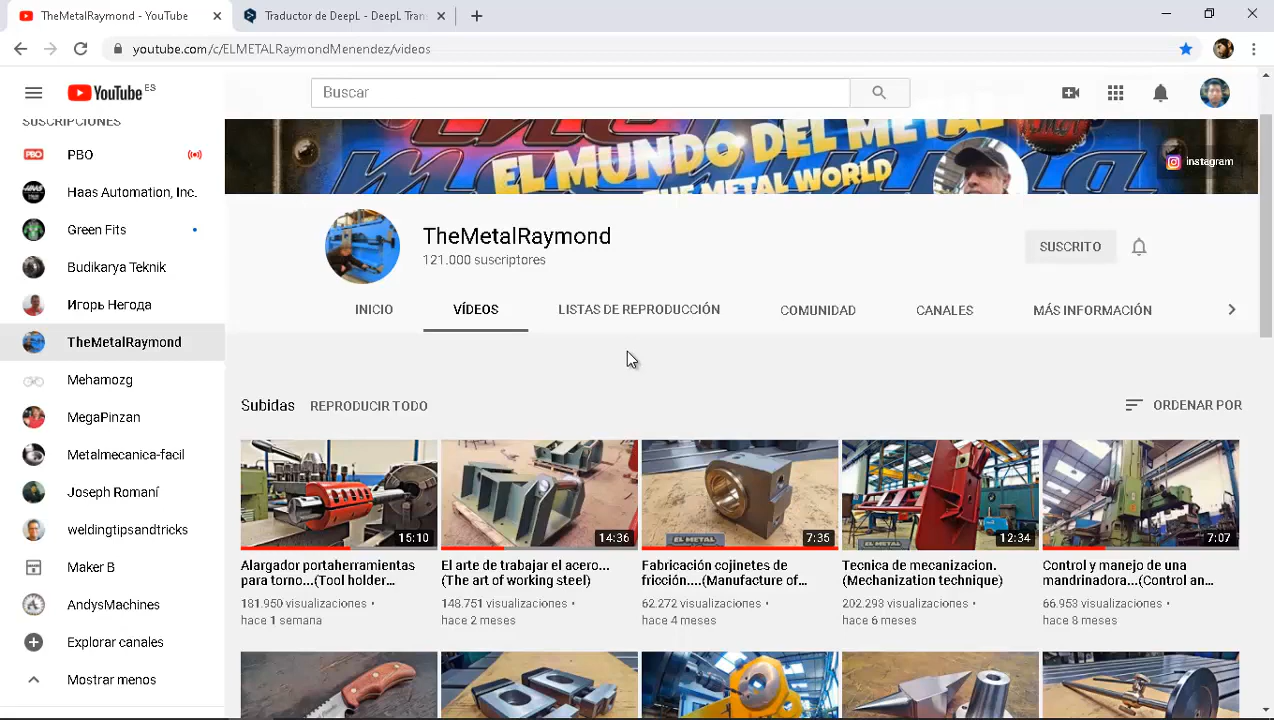 TheMetalRaymond - YouTube
Traductor de DeepL - DeepL Tran
youtube.com/c/ELMETALRaymondMenendez/videos
YouTube ES
Buscar
SUSCRIPCIONES
PBO
Haas Automation, Inc.
Green Fits
Budikarya Teknik
Игорь Негода
TheMetalRaymond
Mehamozg
MegaPinzan
Metalmecanica-facil
Joseph Romaní
weldingtipsandtricks
Maker B
AndysMachines
Explorar canales
Mostrar menos
EL MUNDO DEL METAL
THE METAL WORLD
instagram
TheMetalRaymond
121.000 suscriptores
SUSCRITO
INICIO VÍDEOS LISTAS DE REPRODUCCIÓN COMUNIDAD CANALES MÁS INFORMACIÓN
Subidas REPRODUCIR TODO ORDENAR POR
15:10
Alargador portaherramientas
para torno...(Tool holder...
181.950 visualizaciones •
hace 1 semana
14:36
El arte de trabajar el acero...
(The art of working steel)
148.751 visualizaciones •
hace 2 meses
EL METAL
7:35
Fabricación cojinetes de
fricción....(Manufacture of...
62.272 visualizaciones •
hace 4 meses
EL METAL
12:34
Tecnica de mecanizacion.
(Mechanization technique)
202.293 visualizaciones •
hace 6 meses
7:07
Control y manejo de una
mandrinadora...(Control an...
66.953 visualizaciones •
hace 8 meses